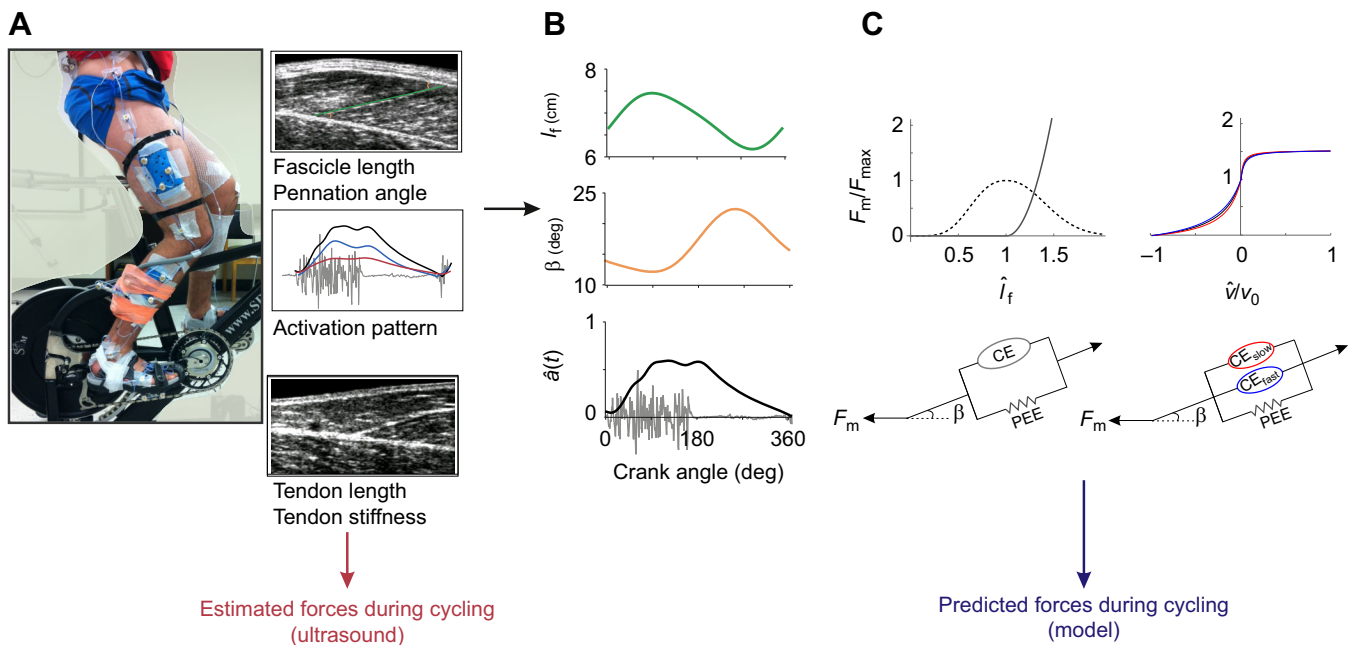 A
Fascicle length
Pennation angle
Activation pattern
Tendon length
Tendon stiffness
Estimated forces during cycling
(ultrasound)
WWW.SR
B
8
l_f (cm)
6
25
β (deg)
10
1
â(t)
0
0 180 360
Crank angle (deg)
C
2
F_m/F_max
1
0
0.5 1 1.5
l̂_f
2
1
0
–1 0 1
v̂/v_0
CE
PEE
F_m
β
CE_slow
CE_fast
PEE
F_m
β
Predicted forces during cycling
(model)